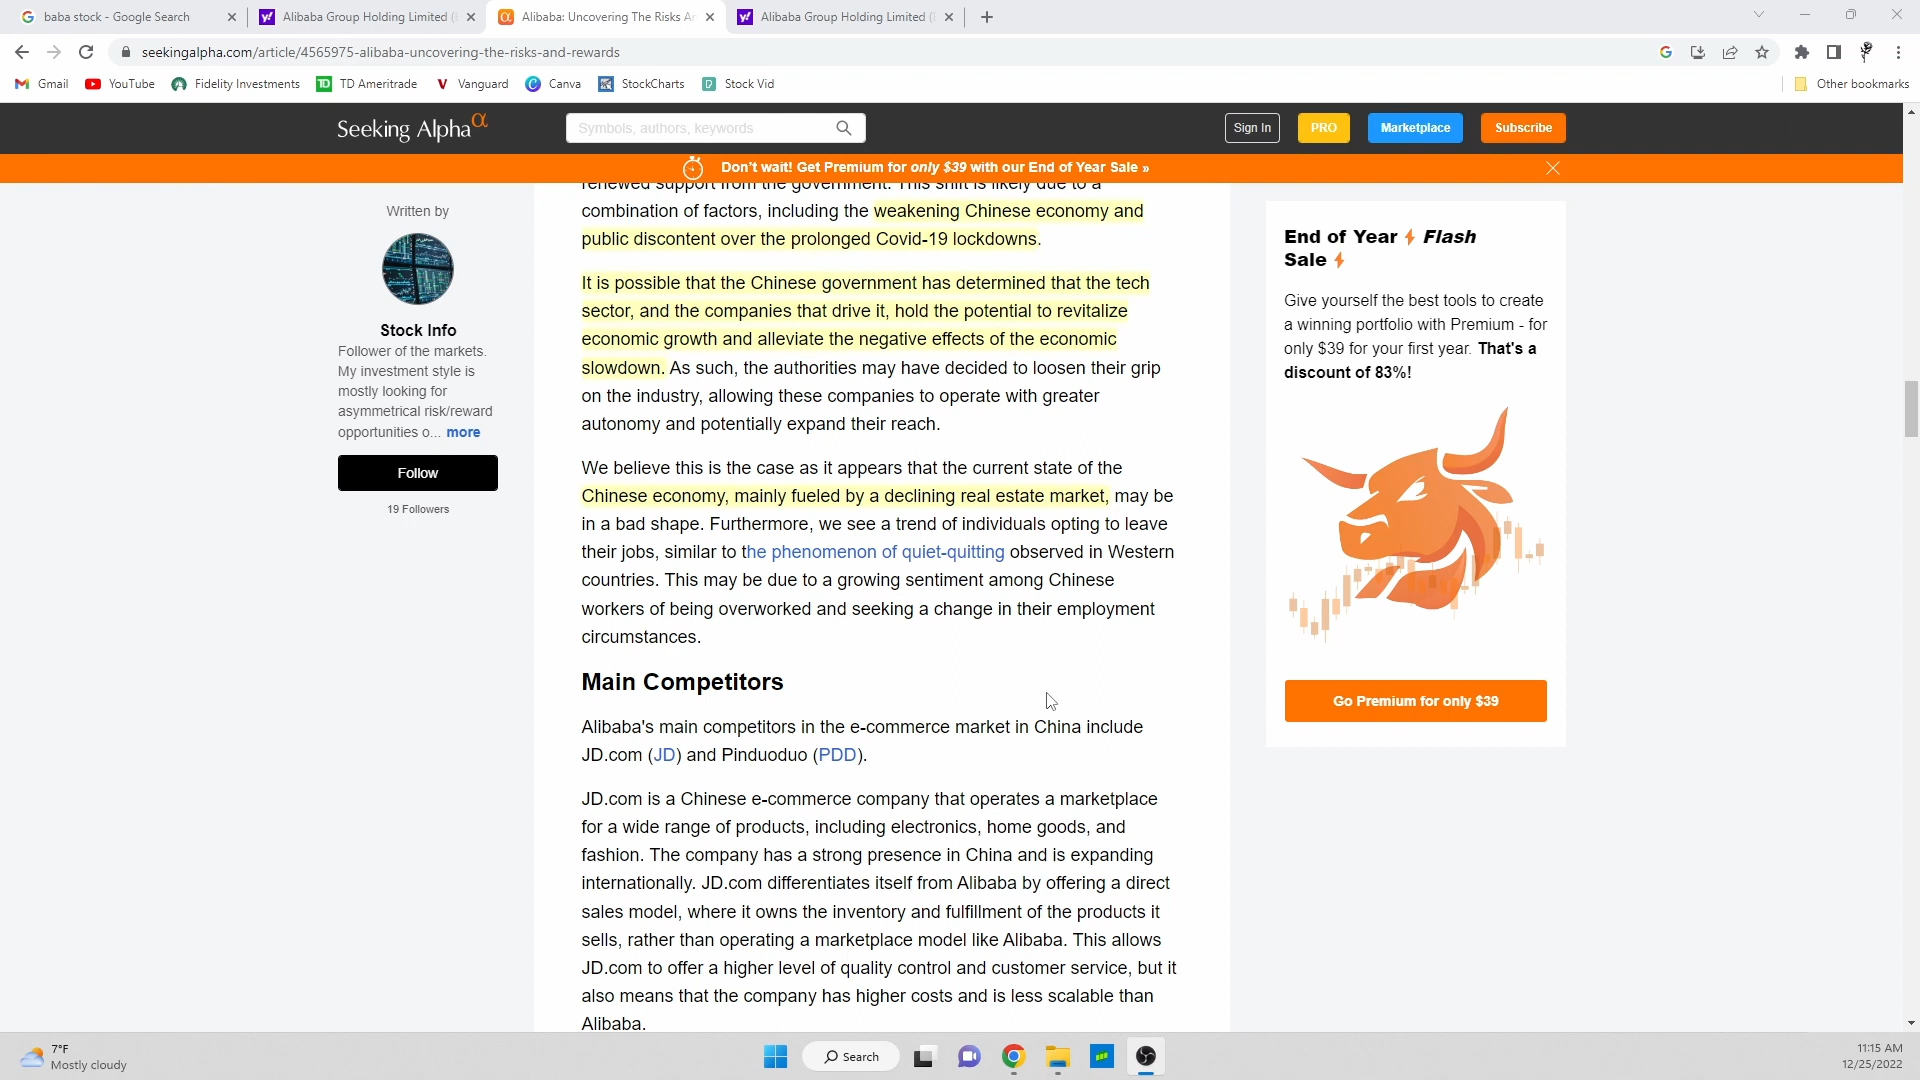 baba stock - Google Search
Alibaba Group Holding Limited (
Alibaba: Uncovering The Risks Ar
Alibaba Group Holding Limited (
seekingalpha.com/article/4565975-alibaba-uncovering-the-risks-and-rewards
Gmail
YouTube
Fidelity Investments
TD Ameritrade
Vanguard
Canva
StockCharts
Stock Vid
Other bookmarks
Seeking Alpha α
Symbols, authors, keywords
Sign In
PRO
Marketplace
Subscribe
Don't wait! Get Premium for only $39 with our End of Year Sale »
Written by
Stock Info
Follower of the markets.
My investment style is
mostly looking for
asymmetrical risk/reward
opportunities o... more
Follow
19 Followers
renewed support from the government. This shift is likely due to a
combination of factors, including the weakening Chinese economy and
public discontent over the prolonged Covid-19 lockdowns.
It is possible that the Chinese government has determined that the tech
sector, and the companies that drive it, hold the potential to revitalize
economic growth and alleviate the negative effects of the economic
slowdown. As such, the authorities may have decided to loosen their grip
on the industry, allowing these companies to operate with greater
autonomy and potentially expand their reach.
We believe this is the case as it appears that the current state of the
Chinese economy, mainly fueled by a declining real estate market, may be
in a bad shape. Furthermore, we see a trend of individuals opting to leave
their jobs, similar to the phenomenon of quiet-quitting observed in Western
countries. This may be due to a growing sentiment among Chinese
workers of being overworked and seeking a change in their employment
circumstances.
Main Competitors
Alibaba's main competitors in the e-commerce market in China include
JD.com (JD) and Pinduoduo (PDD).
JD.com is a Chinese e-commerce company that operates a marketplace
for a wide range of products, including electronics, home goods, and
fashion. The company has a strong presence in China and is expanding
internationally. JD.com differentiates itself from Alibaba by offering a direct
sales model, where it owns the inventory and fulfillment of the products it
sells, rather than operating a marketplace model like Alibaba. This allows
JD.com to offer a higher level of quality control and customer service, but it
also means that the company has higher costs and is less scalable than
Alibaba.
End of Year Flash
Sale
Give yourself the best tools to create
a winning portfolio with Premium - for
only $39 for your first year. That's a
discount of 83%!
Go Premium for only $39
7°F
Mostly cloudy
Search
11:15 AM
12/25/2022